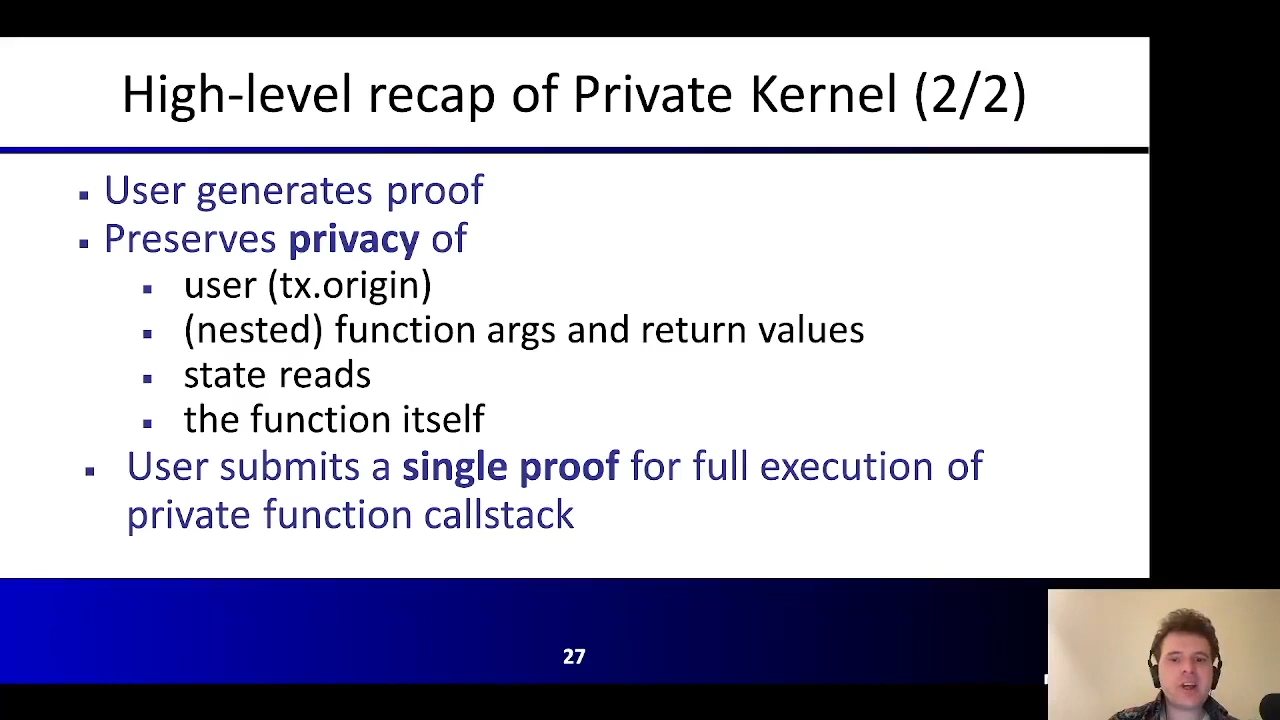 High-level recap of Private Kernel (2/2)
▪ User generates proof
▪ Preserves privacy of
▪ user (tx.origin)
▪ (nested) function args and return values
▪ state reads
▪ the function itself
▪ User submits a single proof for full execution of
private function callstack
27